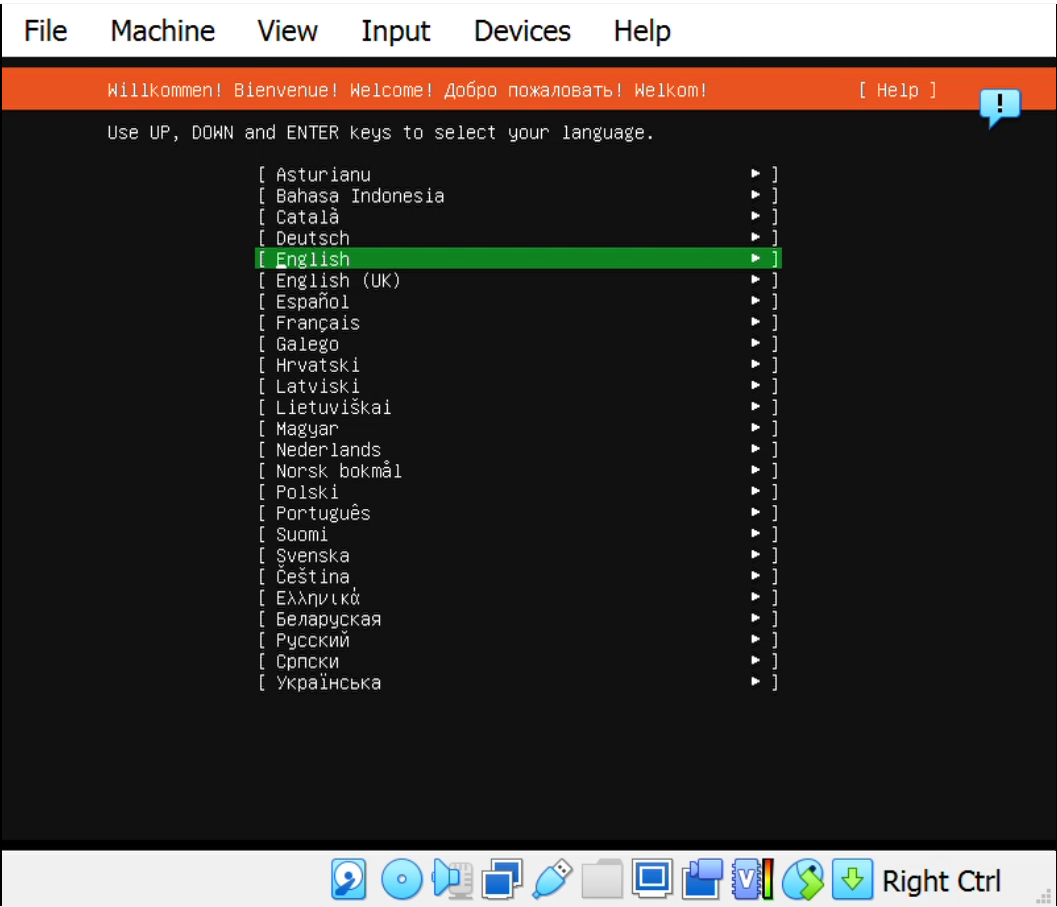 File Machine View Input Devices Help
Willkommen! Bienvenue! Welcome! Добро пожаловать! Welkom! [ Help ]
Use UP, DOWN and ENTER keys to select your language.
[ Asturianu ▸ ]
[ Bahasa Indonesia ▸ ]
[ Català ▸ ]
[ Deutsch ▸ ]
[ English ▸ ]
[ English (UK) ▸ ]
[ Español ▸ ]
[ Français ▸ ]
[ Galego ▸ ]
[ Hrvatski ▸ ]
[ Latviski ▸ ]
[ Lietuviškai ▸ ]
[ Magyar ▸ ]
[ Nederlands ▸ ]
[ Norsk bokmål ▸ ]
[ Polski ▸ ]
[ Português ▸ ]
[ Suomi ▸ ]
[ Svenska ▸ ]
[ Čeština ▸ ]
[ Ελληνικά ▸ ]
[ Беларуская ▸ ]
[ Русский ▸ ]
[ Српски ▸ ]
[ Українська ▸ ]
Right Ctrl